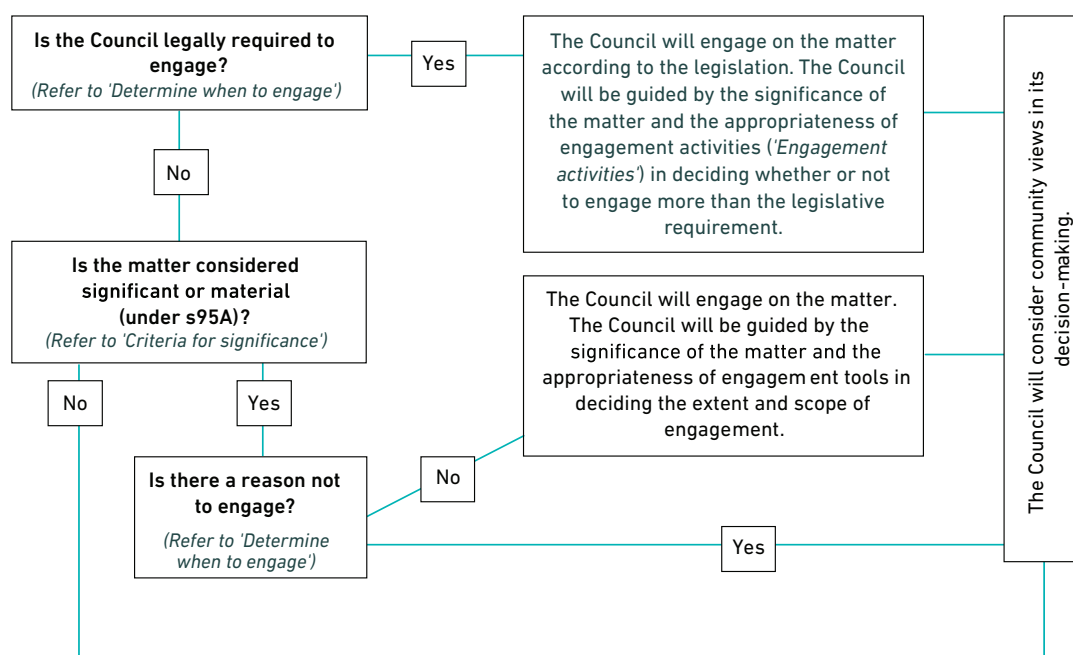 Is the Council legally required to
engage?
(Refer to 'Determine when to engage')
Yes
The Council will engage on the matter
according to the legislation. The Council
will be guided by the significance of
the matter and the appropriateness of
engagement activities ('Engagement
activities') in deciding whether or not
to engage more than the legislative
requirement.
No
Is the matter considered
significant or material
(under s95A)?
(Refer to 'Criteria for significance')
No
Yes
The Council will engage on the matter.
The Council will be guided by the
significance of the matter and the
appropriateness of engagem ent tools in
deciding the extent and scope of
engagement.
Is there a reason not
to engage?
(Refer to 'Determine
when to engage')
No
Yes
The Council will consider community views in its
decision-making.